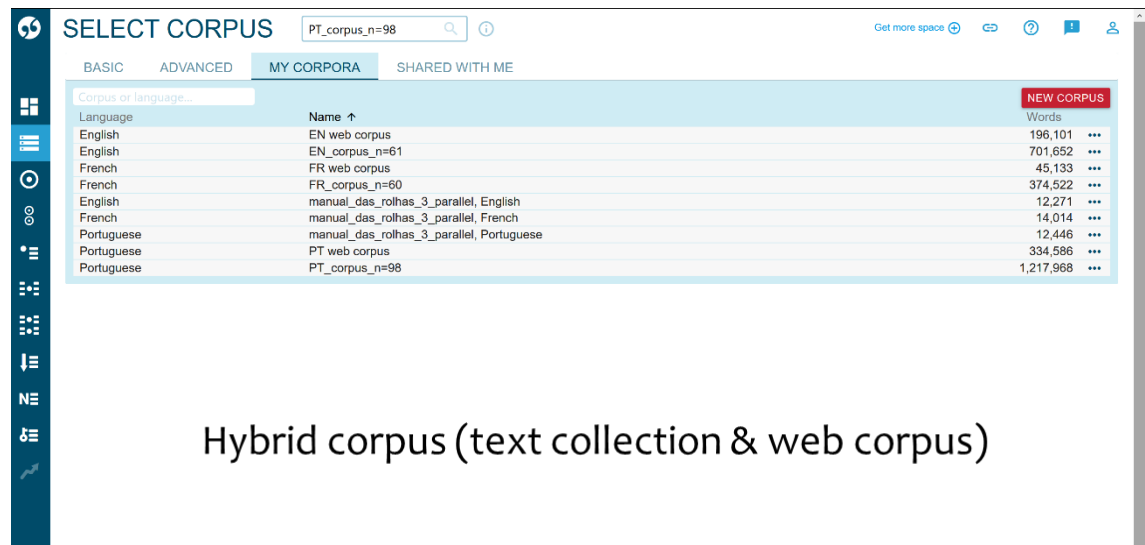 SELECT CORPUS PT_corpus_n=98 Get more space
BASIC ADVANCED MY CORPORA SHARED WITH ME
Corpus or language... NEW CORPUS
Language Name ↑ Words
English EN web corpus 196,101
English EN_corpus_n=61 701,652
French FR web corpus 45,133
French FR_corpus_n=60 374,522
English manual_das_rolhas_3_parallel, English 12,271
French manual_das_rolhas_3_parallel, French 14,014
Portuguese manual_das_rolhas_3_parallel, Portuguese 12,446
Portuguese PT web corpus 334,586
Portuguese PT_corpus_n=98 1,217,968
Hybrid corpus (text collection & web corpus)